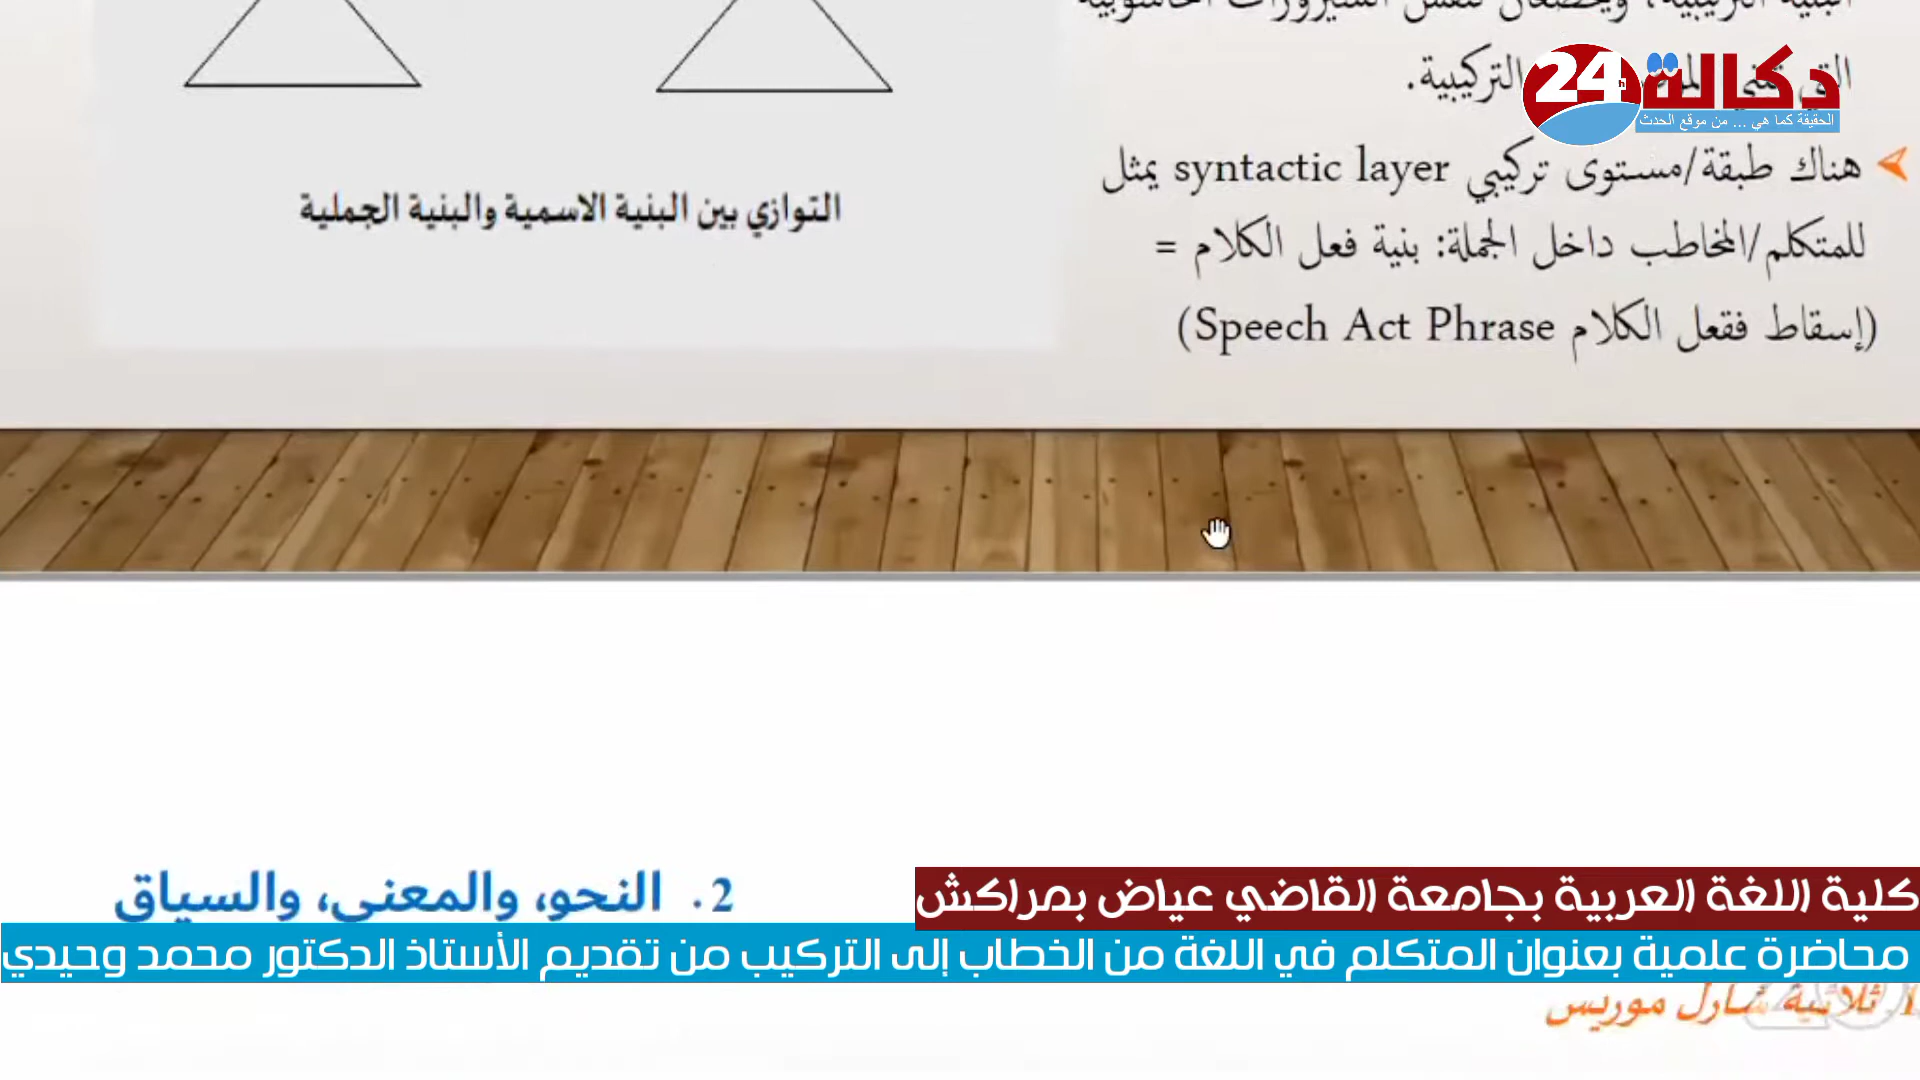 التي تبني التركيبية.
دكالة 24
الحقيقة كما هي ... من موقع الحدث
هناك طبقة/مستوى تركيبي syntactic layer يمثل
للمتكلم/المخاطب داخل الجملة: بنية فعل الكلام =
(إسقاط فقعل الكلام Speech Act Phrase)
التوازي بين البنية الاسمية والبنية الجملية
2. النحو، والمعنى، والسياق
كلية اللغة العربية بجامعة القاضي عياض بمراكش
محاضرة علمية بعنوان المتكلم في اللغة من الخطاب إلى التركيب من تقديم الأستاذ الدكتور محمد وحيدي
1. ثلاثية شارل موريس